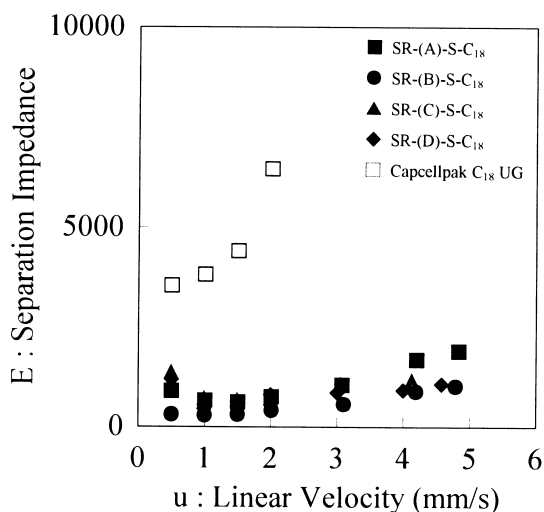 10000
5000
0
E : Separation Impedance
SR-(A)-S-C₁₈
SR-(B)-S-C₁₈
SR-(C)-S-C₁₈
SR-(D)-S-C₁₈
Capcellpak C₁₈ UG
0 1 2 3 4 5 6
u : Linear Velocity (mm/s)